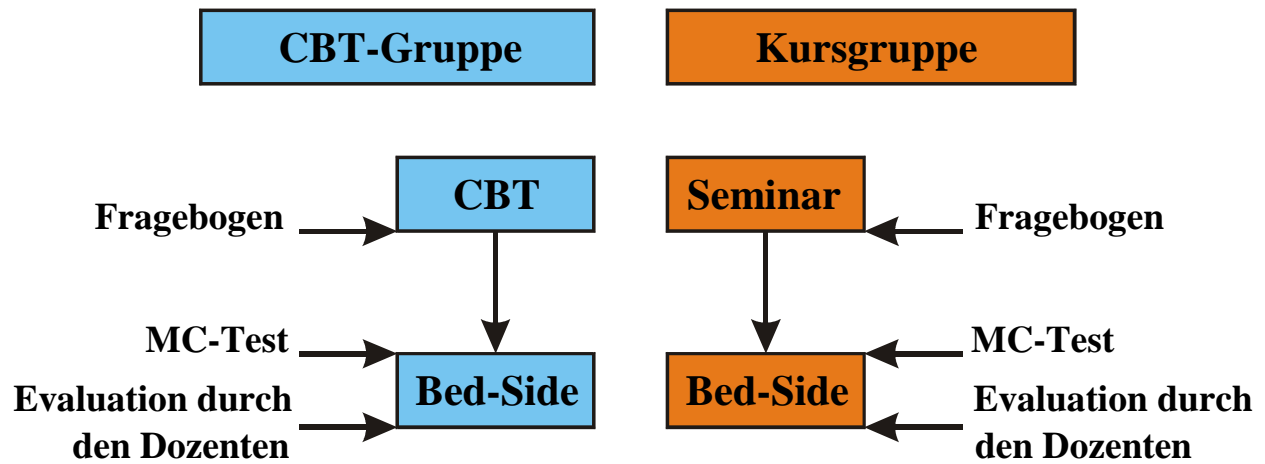 CBT-Gruppe
Kursgruppe
CBT
Seminar
Fragebogen
Fragebogen
MC-Test
MC-Test
Bed-Side
Bed-Side
Evaluation durch
den Dozenten
Evaluation durch
den Dozenten